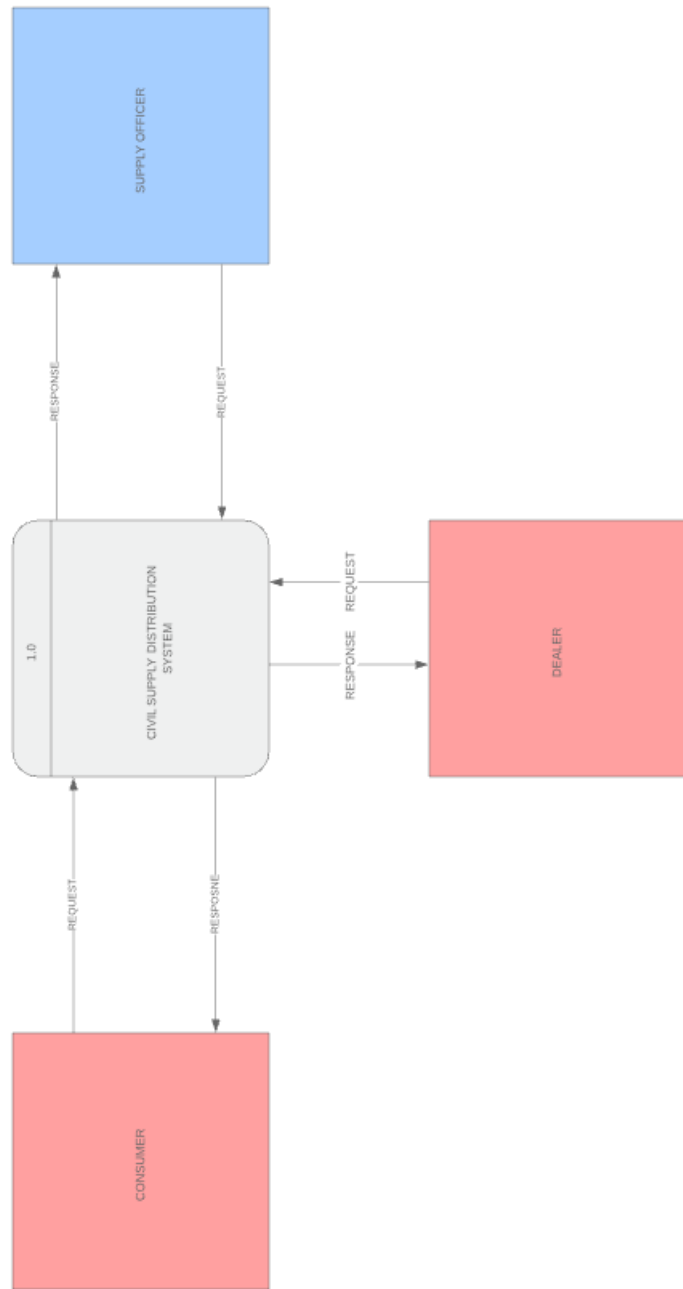 CONSUMER
REQUEST
RESPOSNE
1.0
CIVIL SUPPLY DISTRIBUTION
SYSTEM
RESPONSE
REQUEST
SUPPLY OFFICER
RESPONSE
REQUEST
DEALER